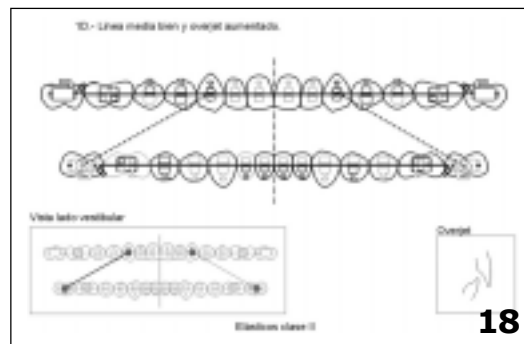 10.- Línea media bien y overjet aumentado.
Vista lado vestibular
Overjet
Elásticos clase II
18